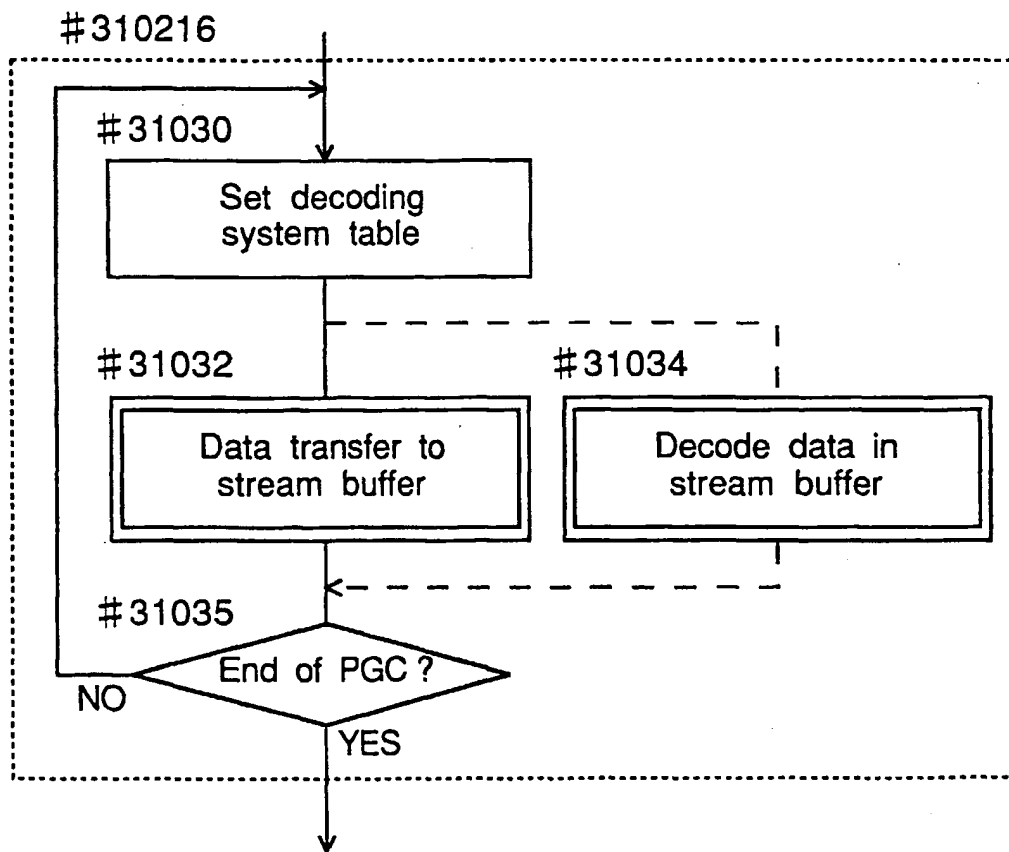 #310216
#31030
Set decoding
system table
#31032
#31034
Data transfer to
stream buffer
Decode data in
stream buffer
#31035
End of PGC?
NO
YES